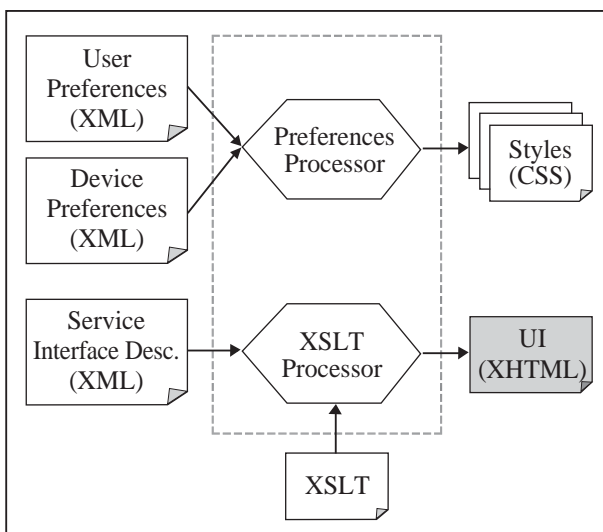 User
Preferences
(XML)
Preferences
Processor
Styles
(CSS)
Device
Preferences
(XML)
Service
Interface Desc.
(XML)
XSLT
Processor
UI
(XHTML)
XSLT